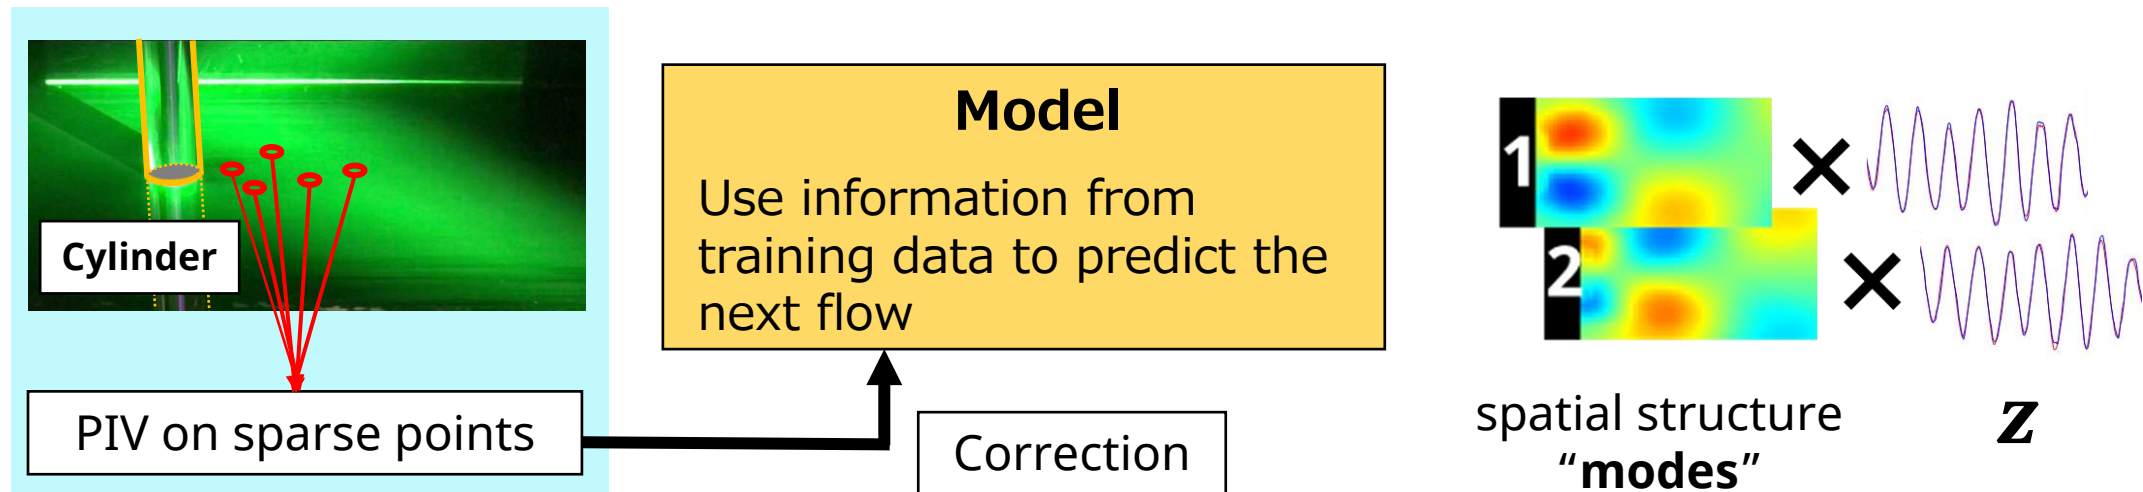 Cylinder
PIV on sparse points
Model
Use information from
training data to predict the
next flow
Correction
1
2
spatial structure
“modes”
z